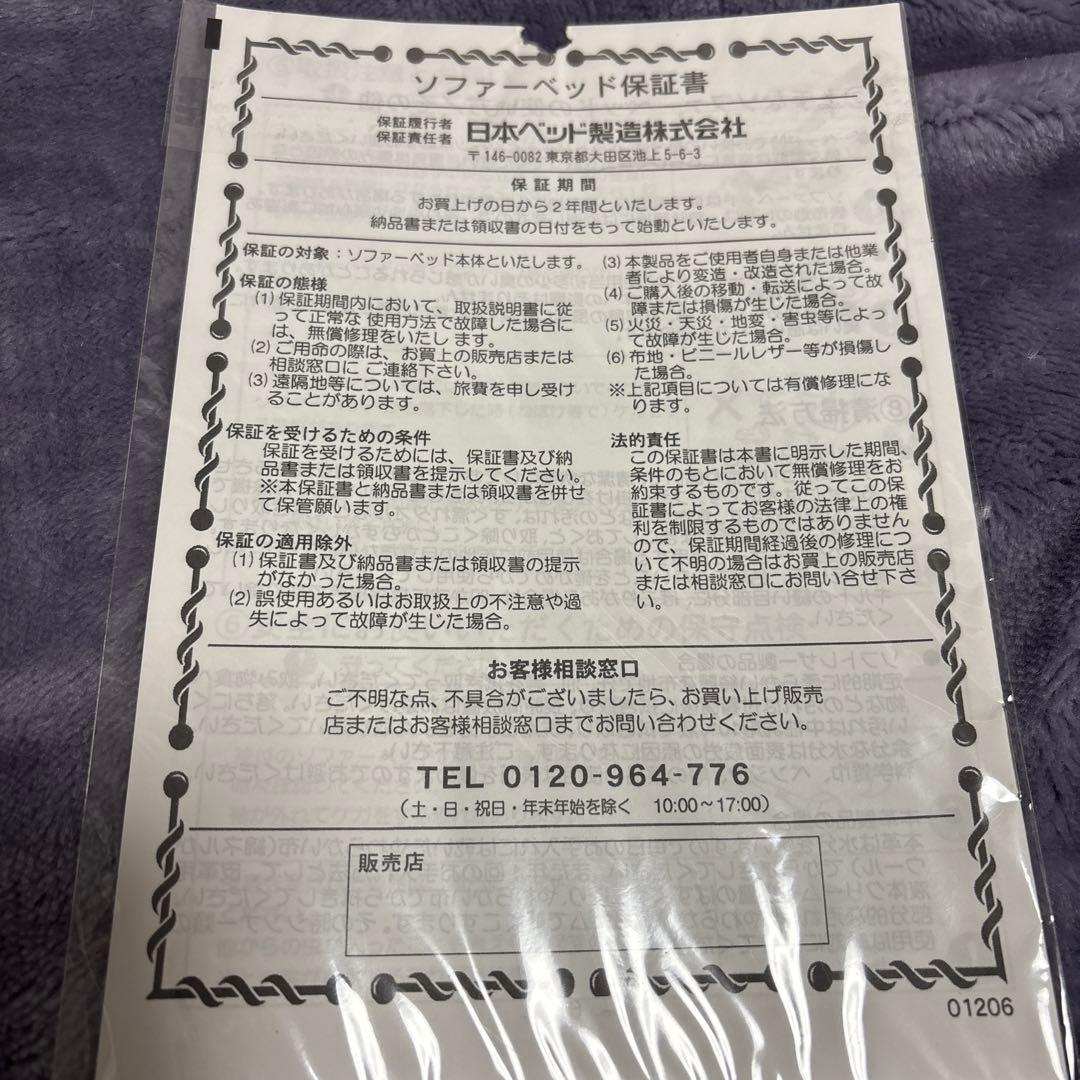 ソファーベッド保証書
保証履行者
保証責任者
日本ベッド製造株式会社
〒146-0082 東京都大田区池上5-6-3
保証期間
お買上げの日から2年間といたします。
納品書または領収書の日付をもって始動といたします。
保証の対象：ソファーベッド本体といたします。
保証の態様
(1) 保証期間内において、取扱説明書に従
って正常な 使用方法で故障した場合に
は、無償修理をいたし ます。
(2) ご用命の際は、お買上の販売店または
相談窓口に ご連絡下さい。
(3) 遠隔地等については、旅費を申し受け
ることがあります。
保証を受けるための条件
保証を受けるためには、保証書及び納
品書または領収書を提示してください。
※本保証書と納品書または領収書を併せ
て保管願います。
保証の適用除外
(1) 保証書及び納品書または領収書の提示
がなかった場合。
(2) 誤使用あるいはお取扱上の不注意や過
失によって故障が生じた場合。
(3) 本製品をご使用者自身または他業
者により変造・改造された場合。
(4) ご購入後の移動・転送によって故
障または損傷が生じた場合。
(5) 火災・天災・地変・害虫等によっ
て故障が生じた場合。
(6) 布地・ビニールレザー等が損傷し
た場合。
※上記項目については有償修理にな
ります。
法的責任
この保証書は本書に明示した期間、
条件のもとにおいて無償修理をお
約束するものです。従ってこの保
証書によってお客様の法律上の権
利を制限するものではありません
ので、保証期間経過後の修理につ
いて不明の場合はお買上の販売店
または相談窓口にお問い合せ下さ
い。
お客様相談窓口
ご不明な点、不具合がございましたら、お買い上げ販売
店またはお客様相談窓口までお問い合わせください。
TEL 0120-964-776
（土・日・祝日・年末年始を除く 10:00～17:00）
販売店
01206